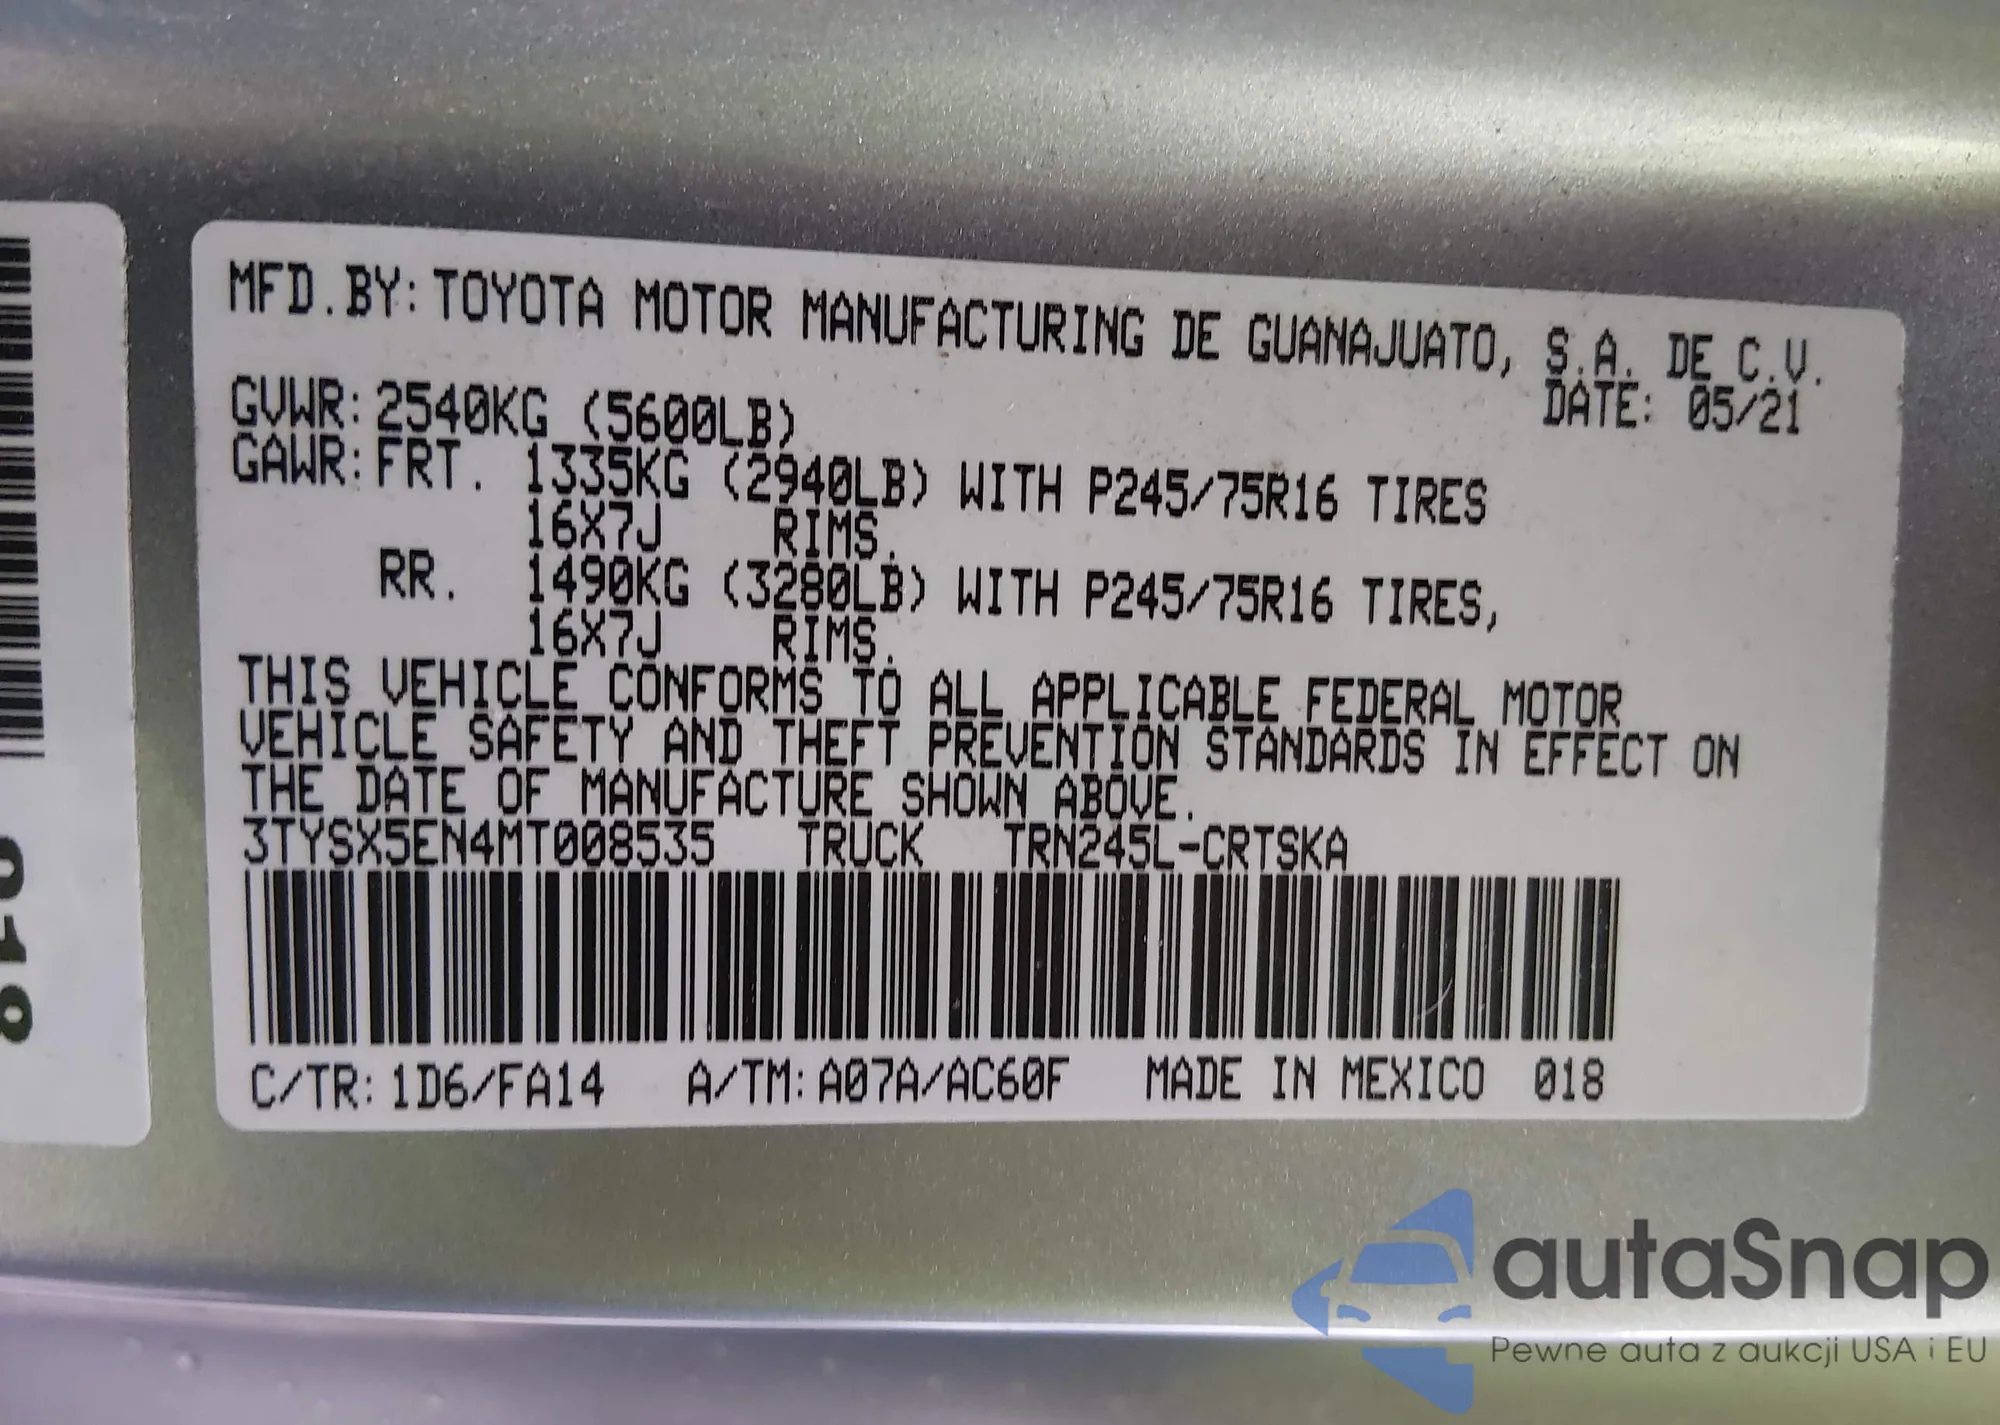 MFD.BY: TOYOTA MOTOR MANUFACTURING DE GUANAJUATO, S.A. DE C.V.
GVWR: 2540KG (5600LB) DATE: 05/21
GAWR: FRT. 1335KG (2940LB) WITH P245/75R16 TIRES
16X7J RIMS.
RR. 1490KG (3280LB) WITH P245/75R16 TIRES,
16X7J RIMS.
THIS VEHICLE CONFORMS TO ALL APPLICABLE FEDERAL MOTOR
VEHICLE SAFETY AND THEFT PREVENTION STANDARDS IN EFFECT ON
THE DATE OF MANUFACTURE SHOWN ABOVE.
3TYSX5EN4MT008535 TRUCK TRN245L-CRTSKA
C/TR: 1D6/FA14 A/TM: A07A/AC60F MADE IN MEXICO 018
018
autaSnap
Pewne auta z aukcji USA i EU